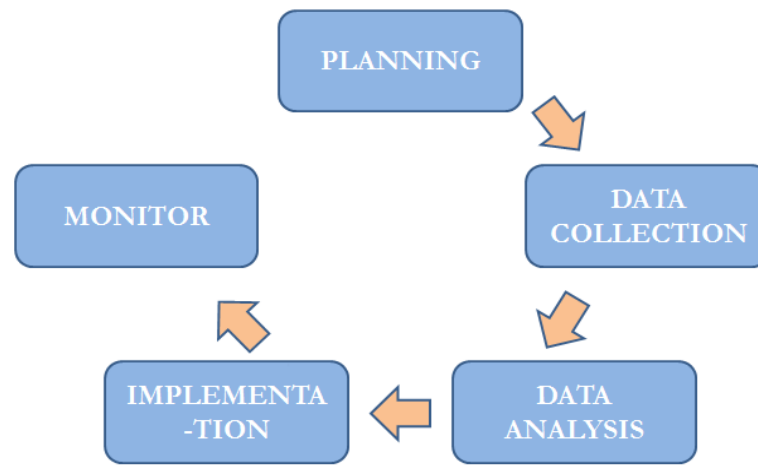 PLANNING
DATA
COLLECTION
DATA
ANALYSIS
IMPLEMENTA
-TION
MONITOR